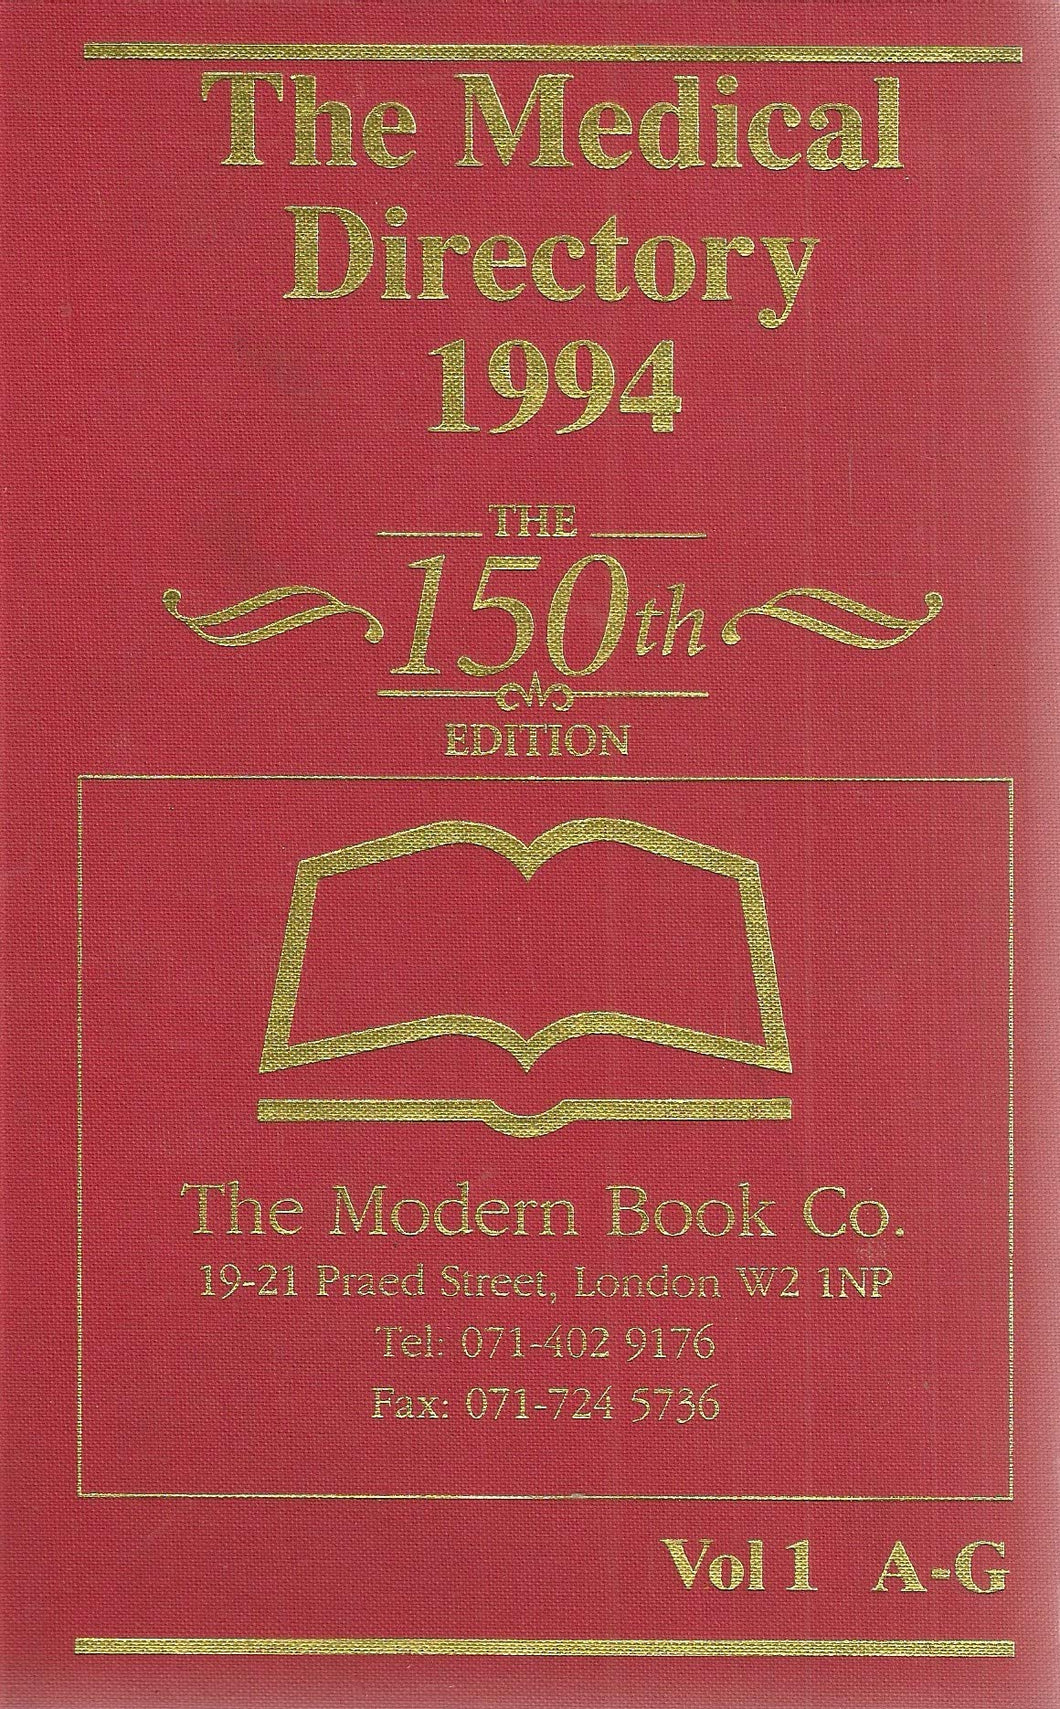 The Medical
Directory
1994
THE
150th
EDITION
The Modern Book Co.
19-21 Praed Street, London W2 1NP
Tel: 071-402 9176
Fax: 071-724 5736
Vol 1 A-G